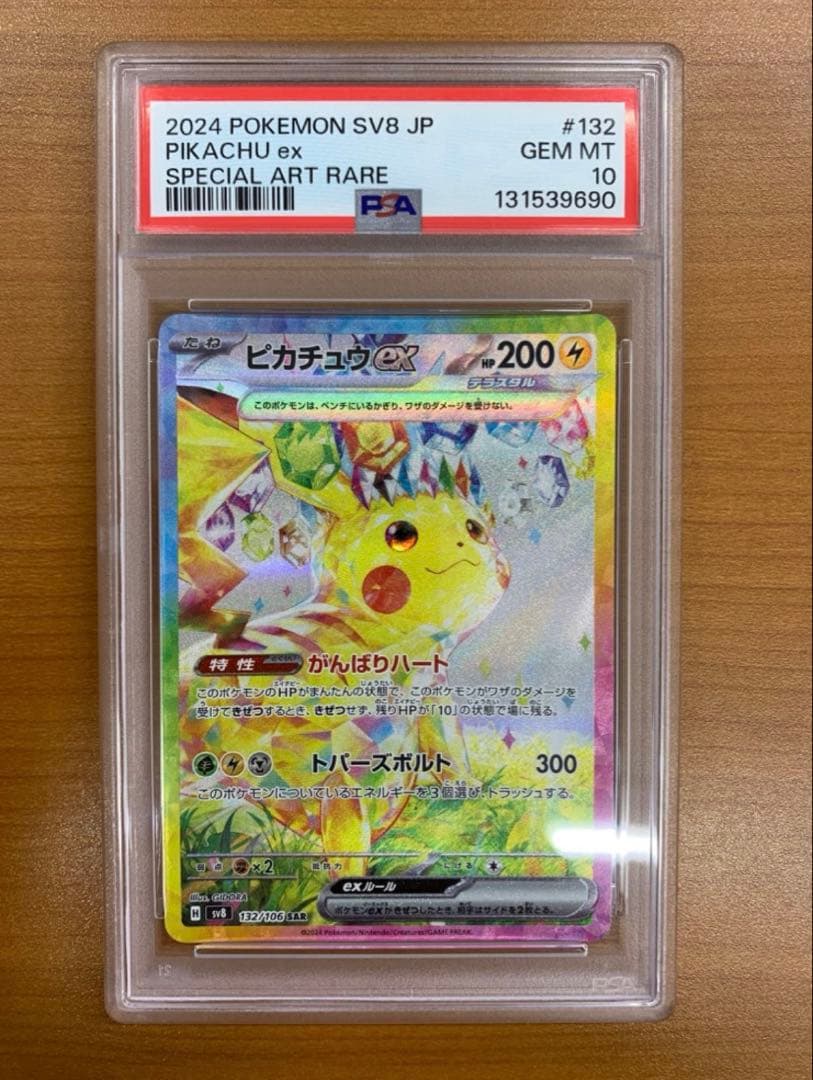 2024 POKEMON SV8 JP #132
PIKACHU ex GEM MT
SPECIAL ART RARE 10
PSA 131539690
たね ピカチュウex HP200
テラスタル
このポケモンは、ベンチにいるかぎり、ワザのダメージを受けない。
特性 がんばりハート
このポケモンのHPがまんたんの状態で、このポケモンがワザのダメージを
受けてきぜつするとき、きぜつせず、残りHPが「10」の状態で場に残る。
トパーズボルト 300
このポケモンについているエネルギーを3個選び、トラッシュする。
弱点 ×2 抵抗力 にげる
exルール
ポケモンexがきぜつしたとき、相手はサイドを2枚とる。
Illus. GIDORA
H sv8 132/106 SAR
©2024 Pokémon/Nintendo/Creatures/GAME FREAK.
PSA